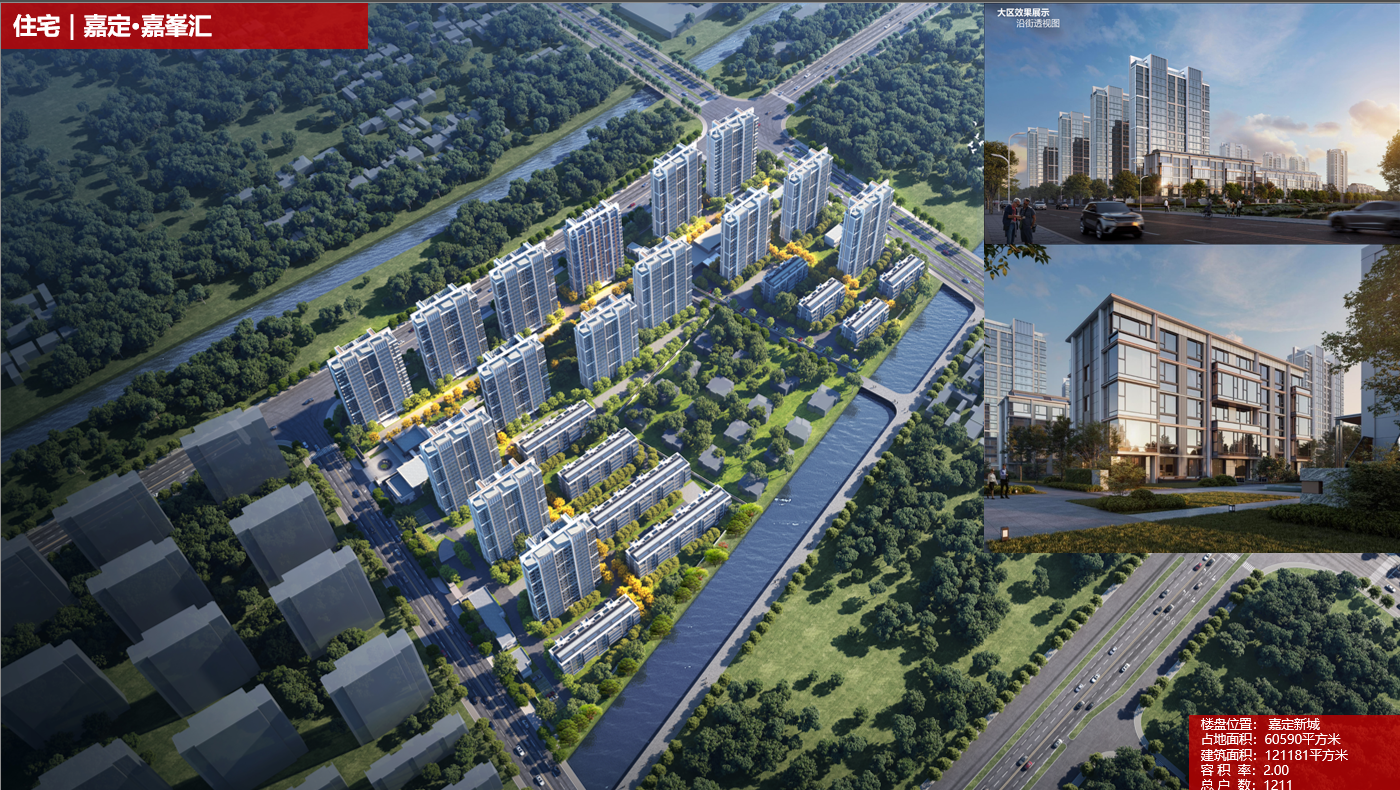 住宅｜嘉定•嘉峯汇
大区效果展示
沿街透视图
楼盘位置： 嘉定新城
占地面积：60590平方米
建筑面积：121181平方米
容 积 率：2.00
总 户 数：1211